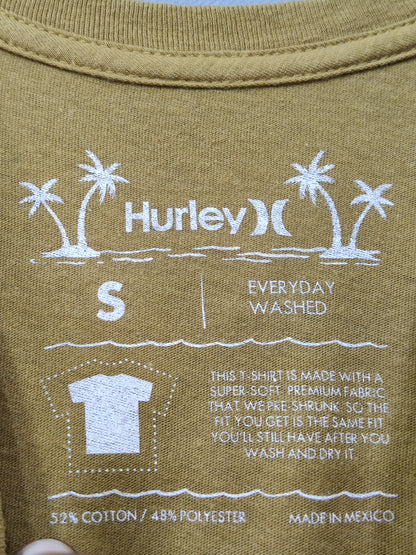 Hurley
S
EVERYDAY
WASHED
THIS T-SHIRT IS MADE WITH A
SUPER-SOFT, PREMIUM FABRIC
THAT WE PRE-SHRUNK. SO THE
FIT YOU GET IS THE SAME FIT
YOU'LL STILL HAVE AFTER YOU
WASH AND DRY IT.
52% COTTON / 48% POLYESTER
MADE IN MEXICO